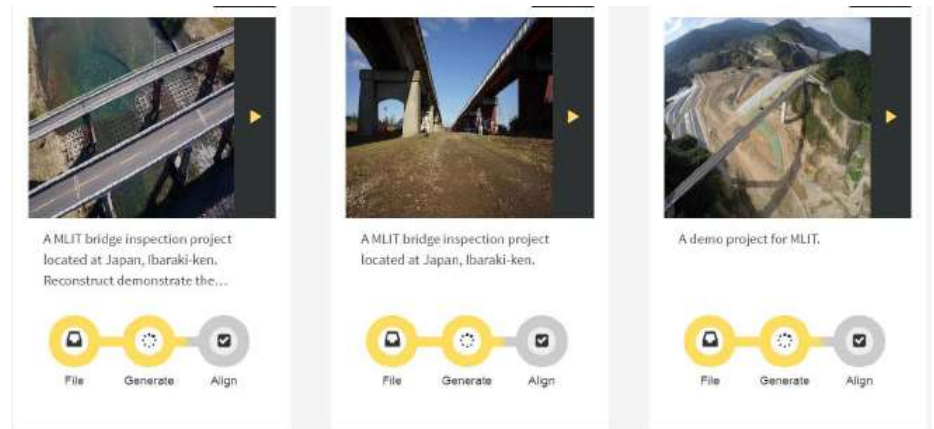 A MLIT bridge inspection project
located at Japan, Ibaraki-ken.
Reconstruct demonstrate the...
File Generate Align
A MLIT bridge inspection project
located at Japan, Ibaraki-ken.
File Generate Align
A demo project for MLIT.
File Generate Align